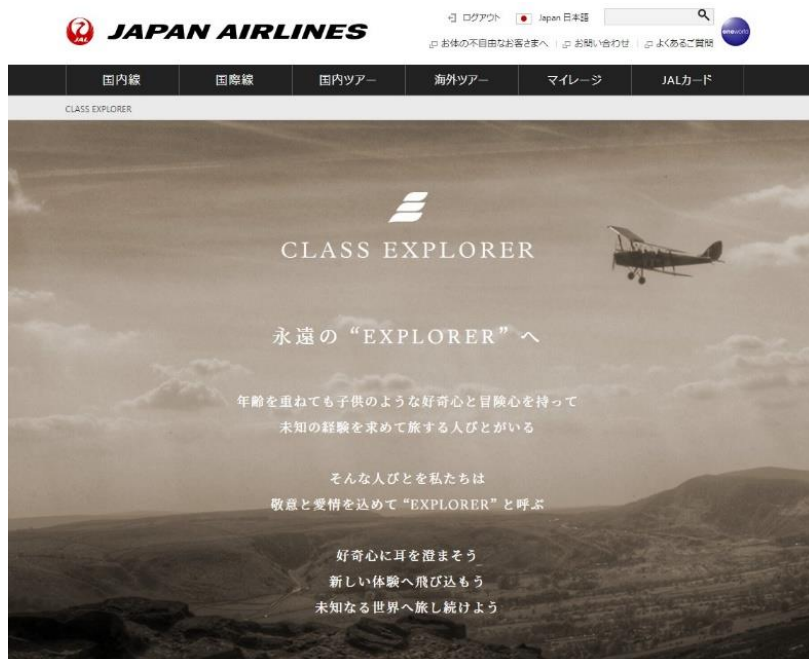 JAL
JAPAN AIRLINES
ログアウト Japan 日本語
お体の不自由なお客さまへ お問い合わせ よくあるご質問
oneworld
国内線 国際線 国内ツアー 海外ツアー マイレージ JALカード
CLASS EXPLORER
CLASS EXPLORER
永遠の “EXPLORER” へ
年齢を重ねても子供のような好奇心と冒険心を持って
未知の経験を求めて旅する人びとがいる
そんな人びとを私たちは
敬意と愛情を込めて “EXPLORER” と呼ぶ
好奇心に耳を澄まそう
新しい体験へ飛び込もう
未知なる世界へ旅し続けよう